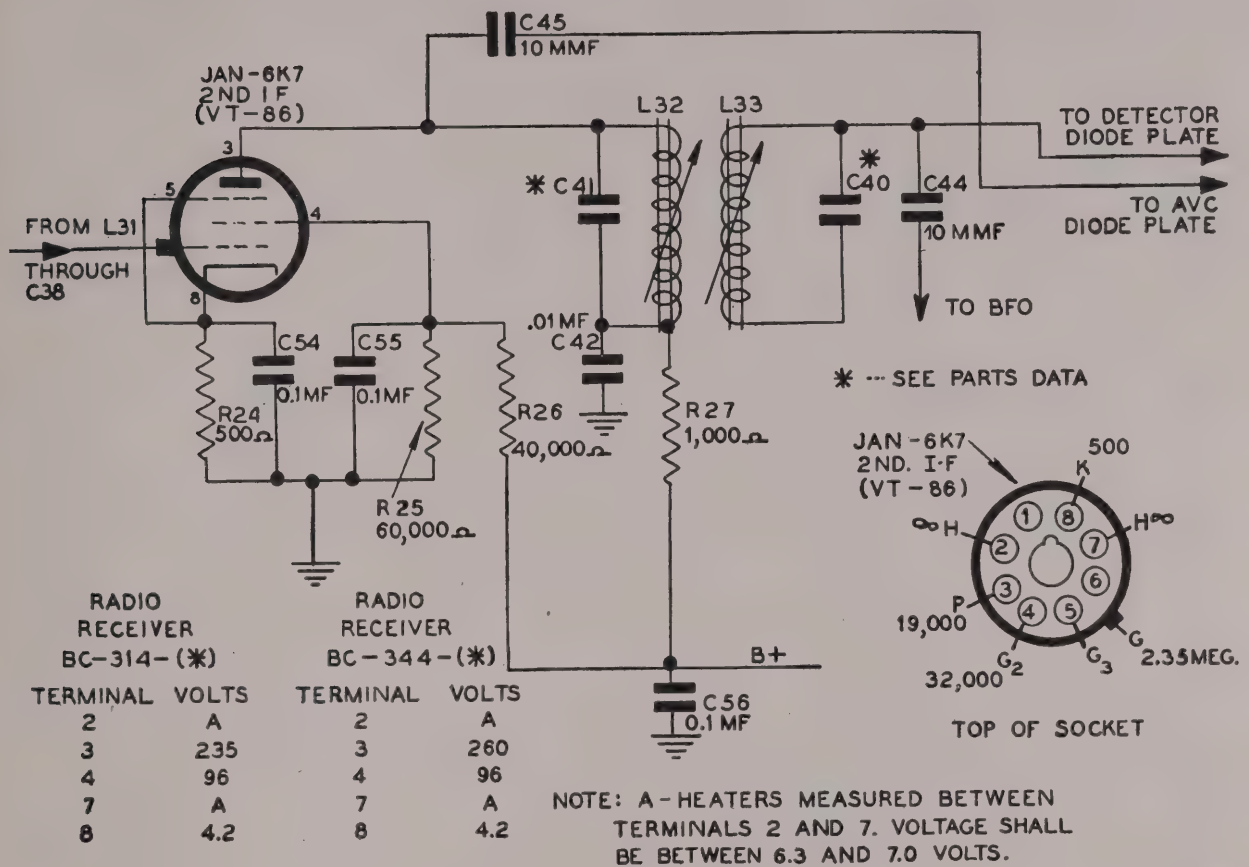 C45
10 MMF
JAN-6K7
2ND I F
(VT-86)
3
5
4
8
FROM L31
THROUGH
C38
L32
L33
* C41
*
C40
C44
10 MMF
TO DETECTOR
DIODE PLATE
TO AVC
DIODE PLATE
TO BFO
.01MF
C42
C54
0.1MF
C55
0.1MF
R24
500Ω
R25
60,000Ω
R26
40,000Ω
R27
1,000Ω
* --- SEE PARTS DATA
B+
C56
0.1 MF
JAN-6K7
2ND. I-F
(VT-86)
500
K
∞ H
H∞
1
8
2
7
3
6
4
5
P
19,000
G2
32,000
G3
G
2.35MEG.
TOP OF SOCKET
RADIO
RECEIVER
BC-314-(*)
TERMINAL VOLTS
2 A
3 235
4 96
7 A
8 4.2
RADIO
RECEIVER
BC-344-(*)
TERMINAL VOLTS
2 A
3 260
4 96
7 A
8 4.2
NOTE: A-HEATERS MEASURED BETWEEN
TERMINALS 2 AND 7. VOLTAGE SHALL
BE BETWEEN 6.3 AND 7.0 VOLTS.